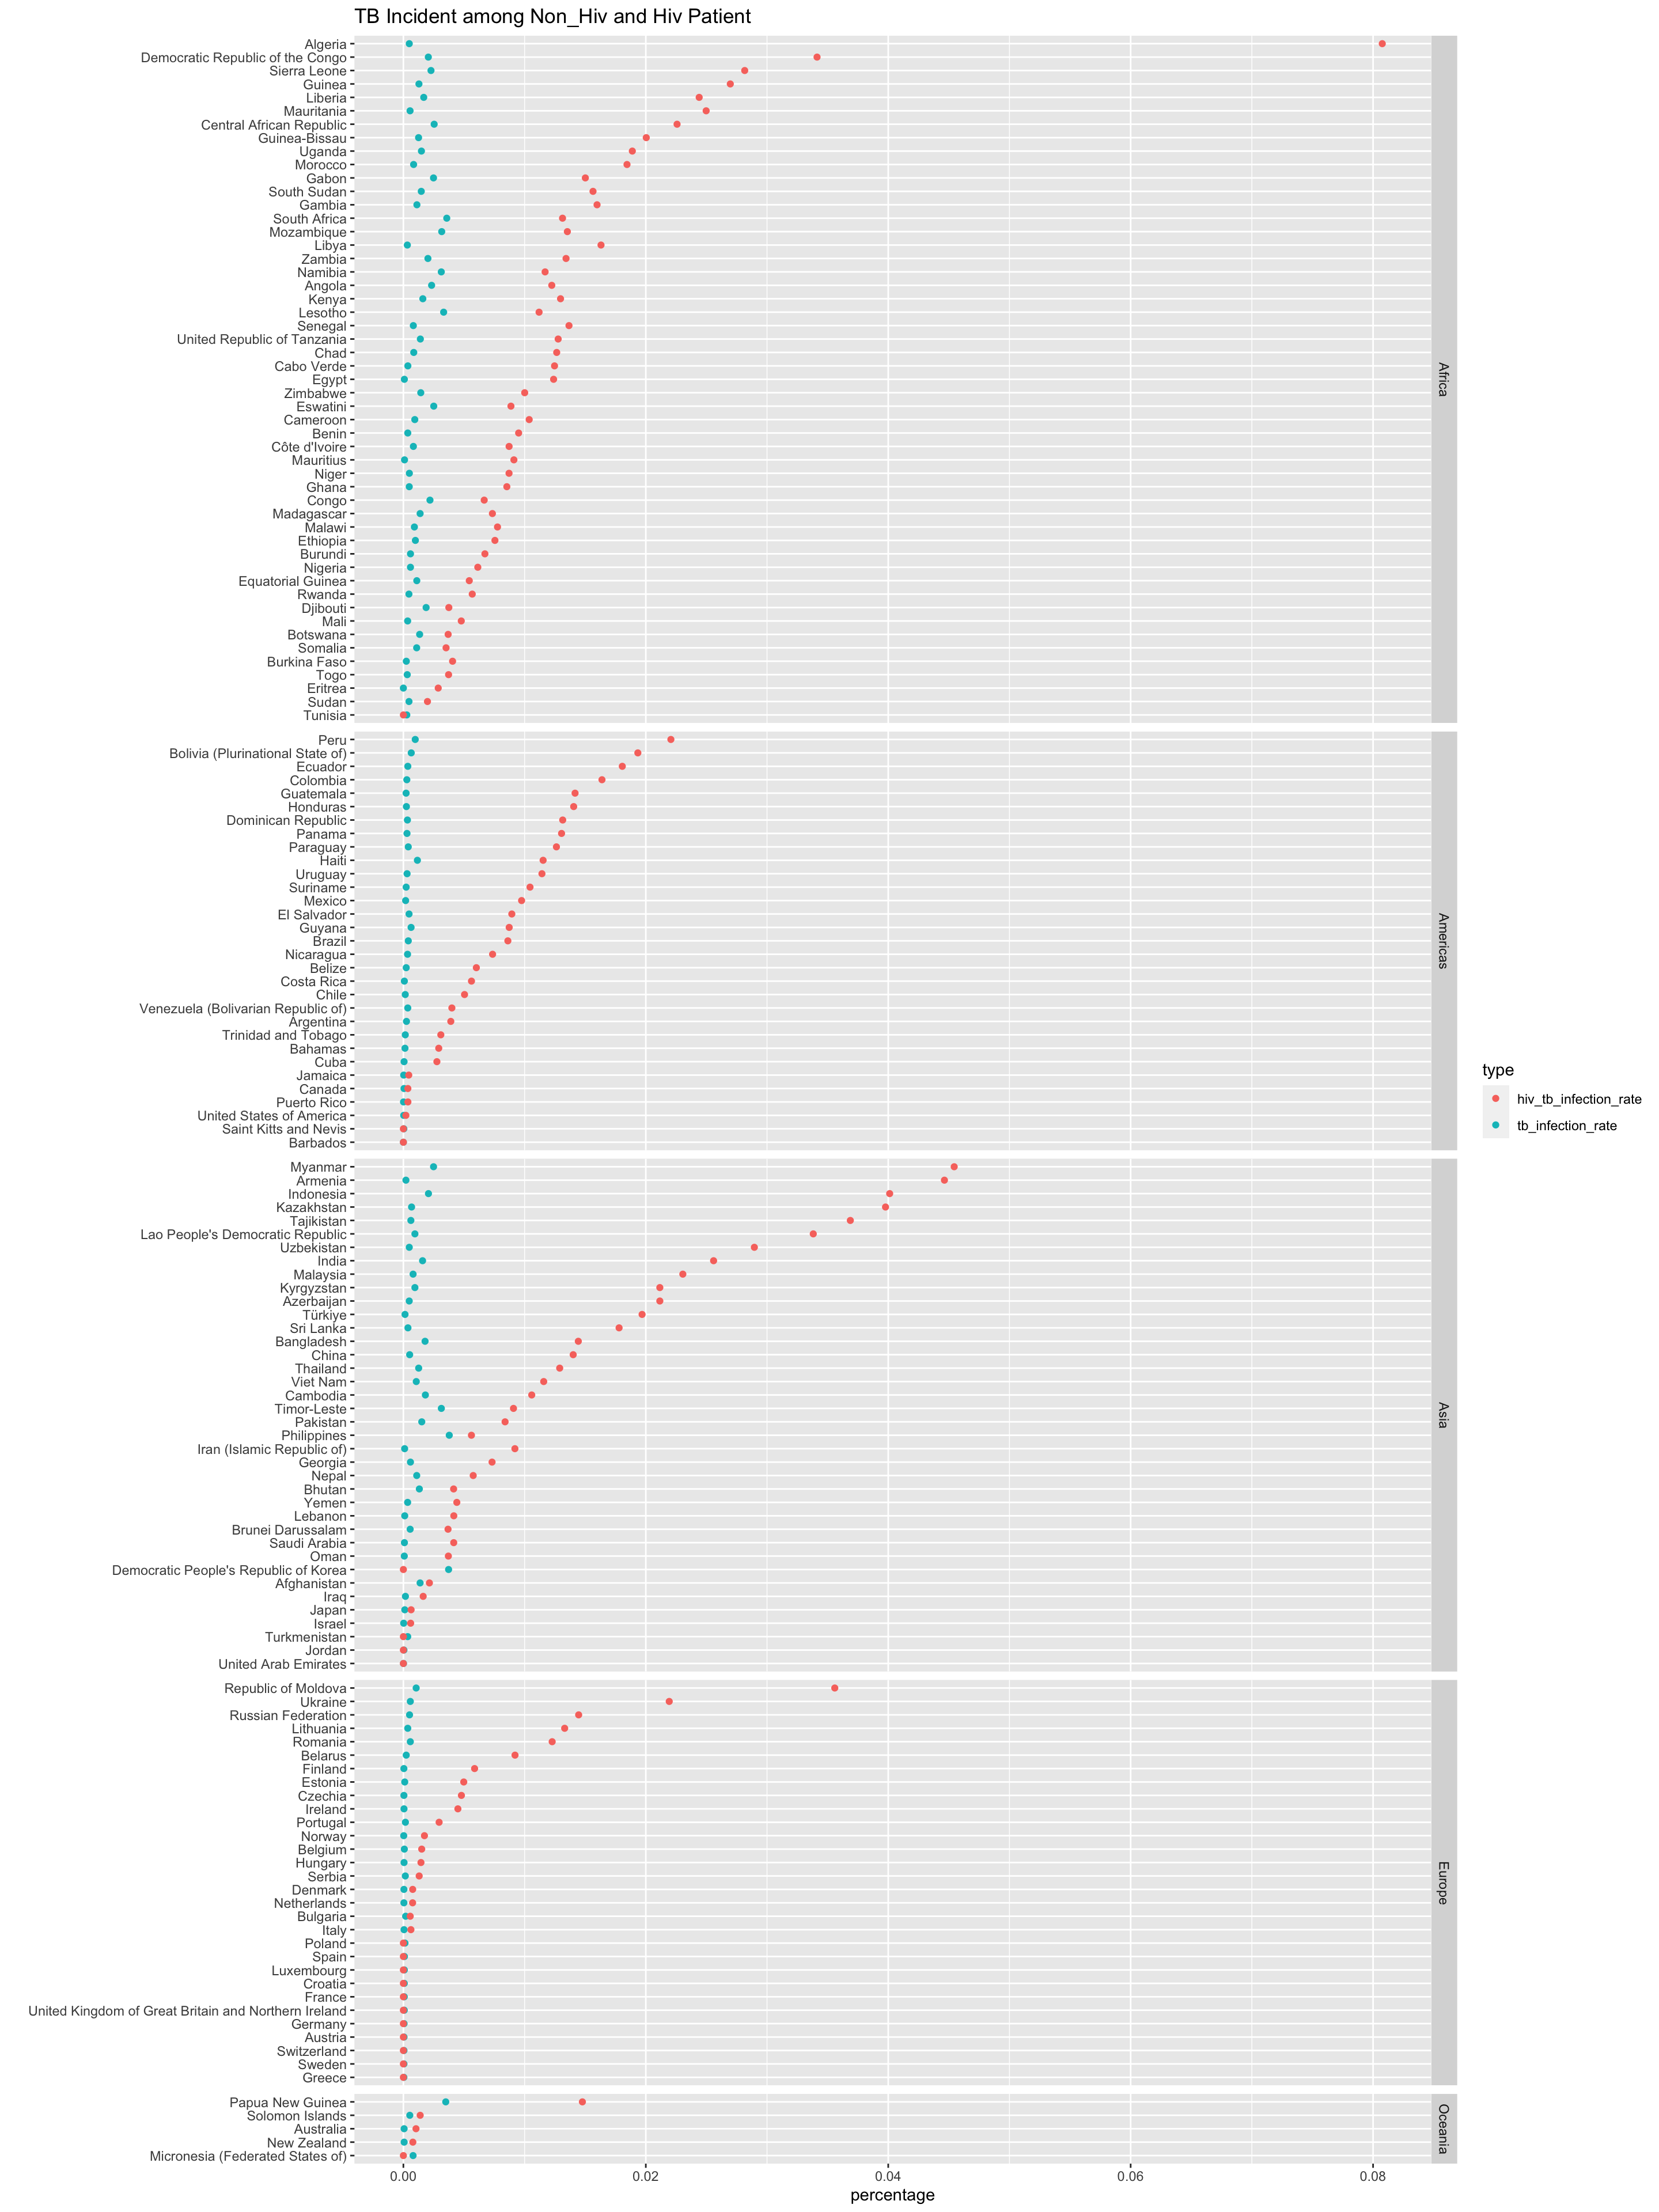 TB Incident among Non_Hiv and Hiv Patient
Algeria
Democratic Republic of the Congo
Sierra Leone
Guinea
Liberia
Mauritania
Central African Republic
Guinea-Bissau
Uganda
Morocco
Gabon
South Sudan
Gambia
South Africa
Mozambique
Libya
Zambia
Namibia
Angola
Kenya
Lesotho
Senegal
United Republic of Tanzania
Chad
Cabo Verde
Egypt
Zimbabwe
Eswatini
Cameroon
Benin
Côte d'Ivoire
Mauritius
Niger
Ghana
Congo
Madagascar
Malawi
Ethiopia
Burundi
Nigeria
Equatorial Guinea
Rwanda
Djibouti
Mali
Botswana
Somalia
Burkina Faso
Togo
Eritrea
Sudan
Tunisia
Africa
Peru
Bolivia (Plurinational State of)
Ecuador
Colombia
Guatemala
Honduras
Dominican Republic
Panama
Paraguay
Haiti
Uruguay
Suriname
Mexico
El Salvador
Guyana
Brazil
Nicaragua
Belize
Costa Rica
Chile
Venezuela (Bolivarian Republic of)
Argentina
Trinidad and Tobago
Bahamas
Cuba
Jamaica
Canada
Puerto Rico
United States of America
Saint Kitts and Nevis
Barbados
Americas
Myanmar
Armenia
Indonesia
Kazakhstan
Tajikistan
Lao People's Democratic Republic
Uzbekistan
India
Malaysia
Kyrgyzstan
Azerbaijan
Türkiye
Sri Lanka
Bangladesh
China
Thailand
Viet Nam
Cambodia
Timor-Leste
Pakistan
Philippines
Iran (Islamic Republic of)
Georgia
Nepal
Bhutan
Yemen
Lebanon
Brunei Darussalam
Saudi Arabia
Oman
Democratic People's Republic of Korea
Afghanistan
Iraq
Japan
Israel
Turkmenistan
Jordan
United Arab Emirates
Asia
Republic of Moldova
Ukraine
Russian Federation
Lithuania
Romania
Belarus
Finland
Estonia
Czechia
Ireland
Portugal
Norway
Belgium
Hungary
Serbia
Denmark
Netherlands
Bulgaria
Italy
Poland
Spain
Luxembourg
Croatia
France
United Kingdom of Great Britain and Northern Ireland
Germany
Austria
Switzerland
Sweden
Greece
Europe
Papua New Guinea
Solomon Islands
Australia
New Zealand
Micronesia (Federated States of)
Oceania
0.00 0.02 0.04 0.06 0.08
percentage
type
hiv_tb_infection_rate
tb_infection_rate